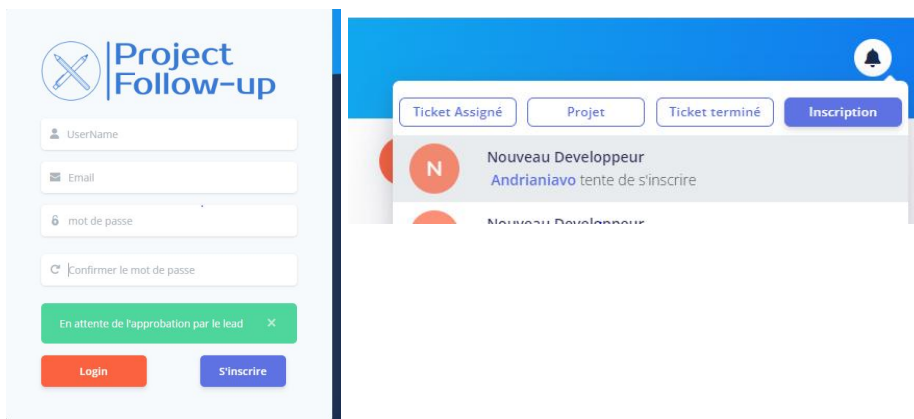 Project
Follow-up
UserName
Email
mot de passe
Confirmer le mot de passe
En attente de l'approbation par le lead ×
Login
S'inscrire
Ticket Assigné
Projet
Ticket terminé
Inscription
N
Nouveau Developpeur
Andrianiavo tente de s'inscrire
Nouveau Developpeur